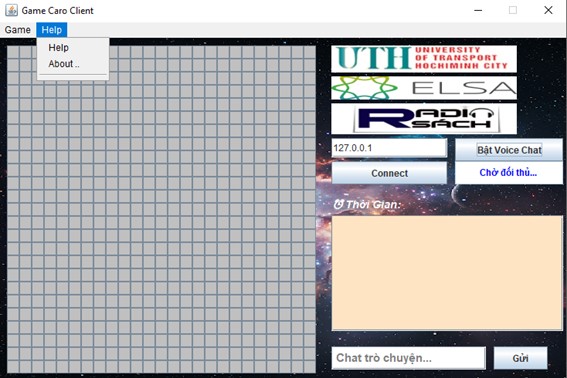 Game Caro Client
Game Help
Help
About ..
UTH UNIVERSITY
OF TRANSPORT
HOCHIMINH CITY
ELSA
RADIO
SÁCH
127.0.0.1
Bật Voice Chat
Connect
Chờ đối thủ...
Thời Gian:
Chat trò chuyện...
Gửi